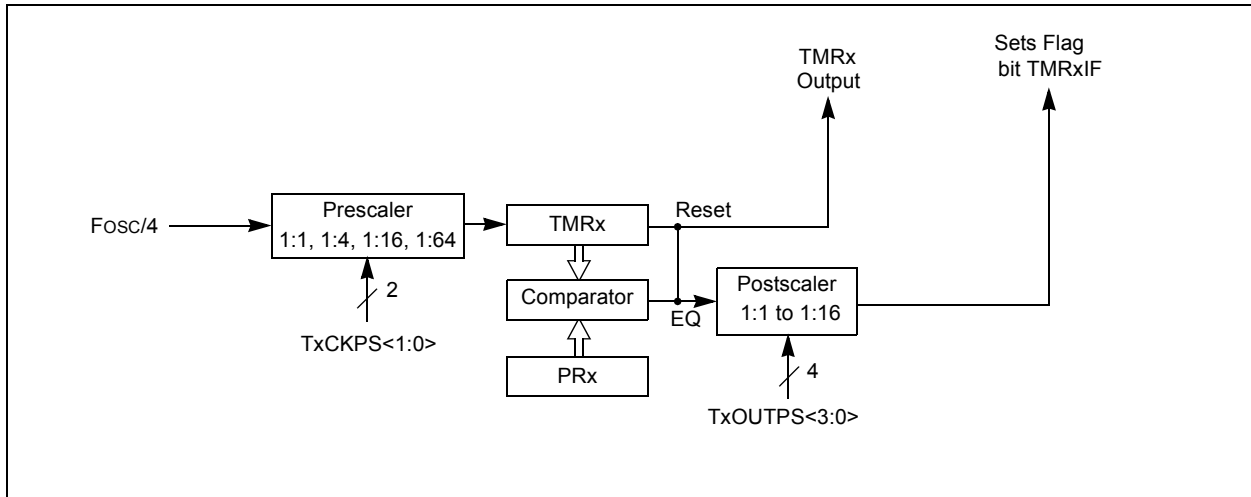 Sets Flag
bit TMRxIF
TMRx
Output
Fosc/4
Prescaler
1:1, 1:4, 1:16, 1:64
2
TxCKPS<1:0>
TMRx
Reset
Comparator
EQ
PRx
Postscaler
1:1 to 1:16
4
TxOUTPS<3:0>